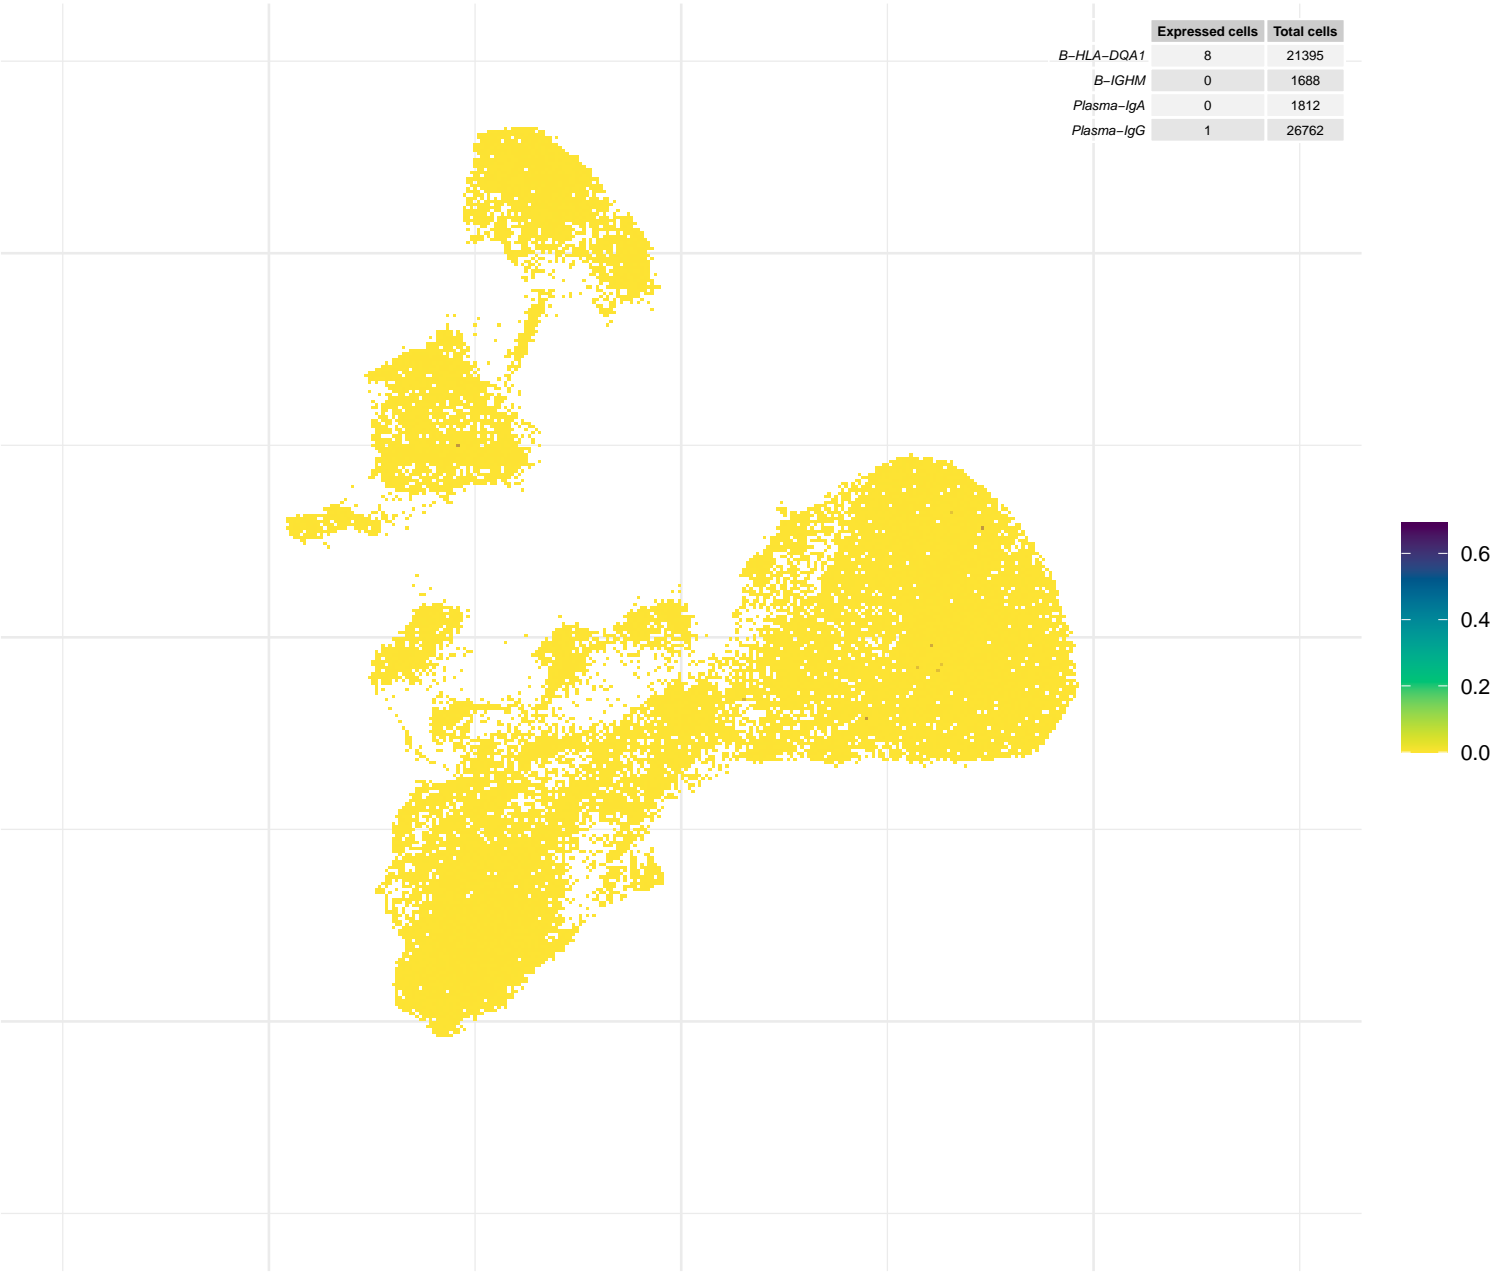 Expressed cells Total cells
B−HLA−DQA1 8 21395
B−IGHM 0 1688
Plasma−IgA 0 1812
Plasma−IgG 1 26762
0.6
0.4
0.2
0.0